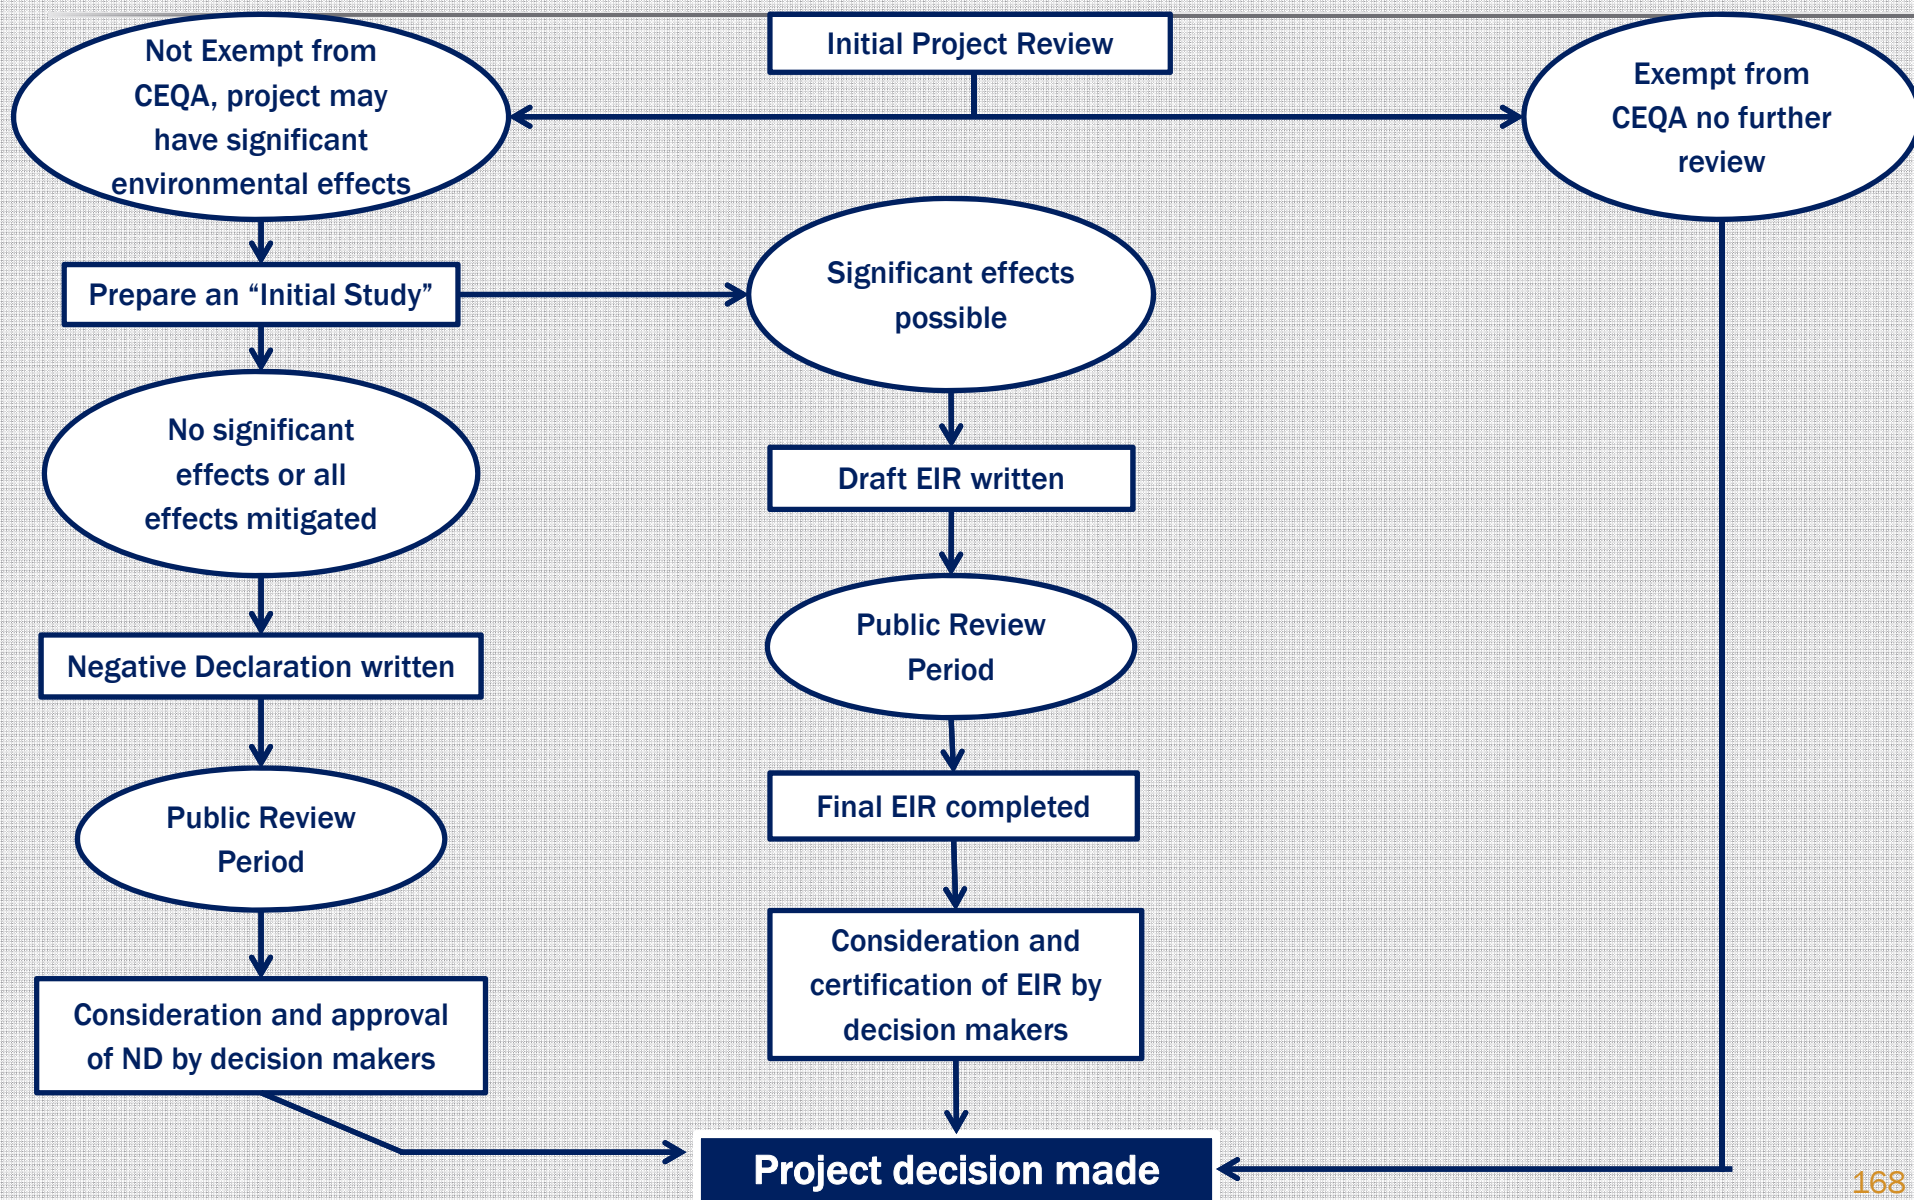 Initial Project Review
Not Exempt from
CEQA, project may
have significant
environmental effects
Exempt from
CEQA no further
review
Prepare an “Initial Study”
Significant effects
possible
No significant
effects or all
effects mitigated
Draft EIR written
Negative Declaration written
Public Review
Period
Public Review
Period
Final EIR completed
Consideration and approval
of ND by decision makers
Consideration and
certification of EIR by
decision makers
Project decision made
168